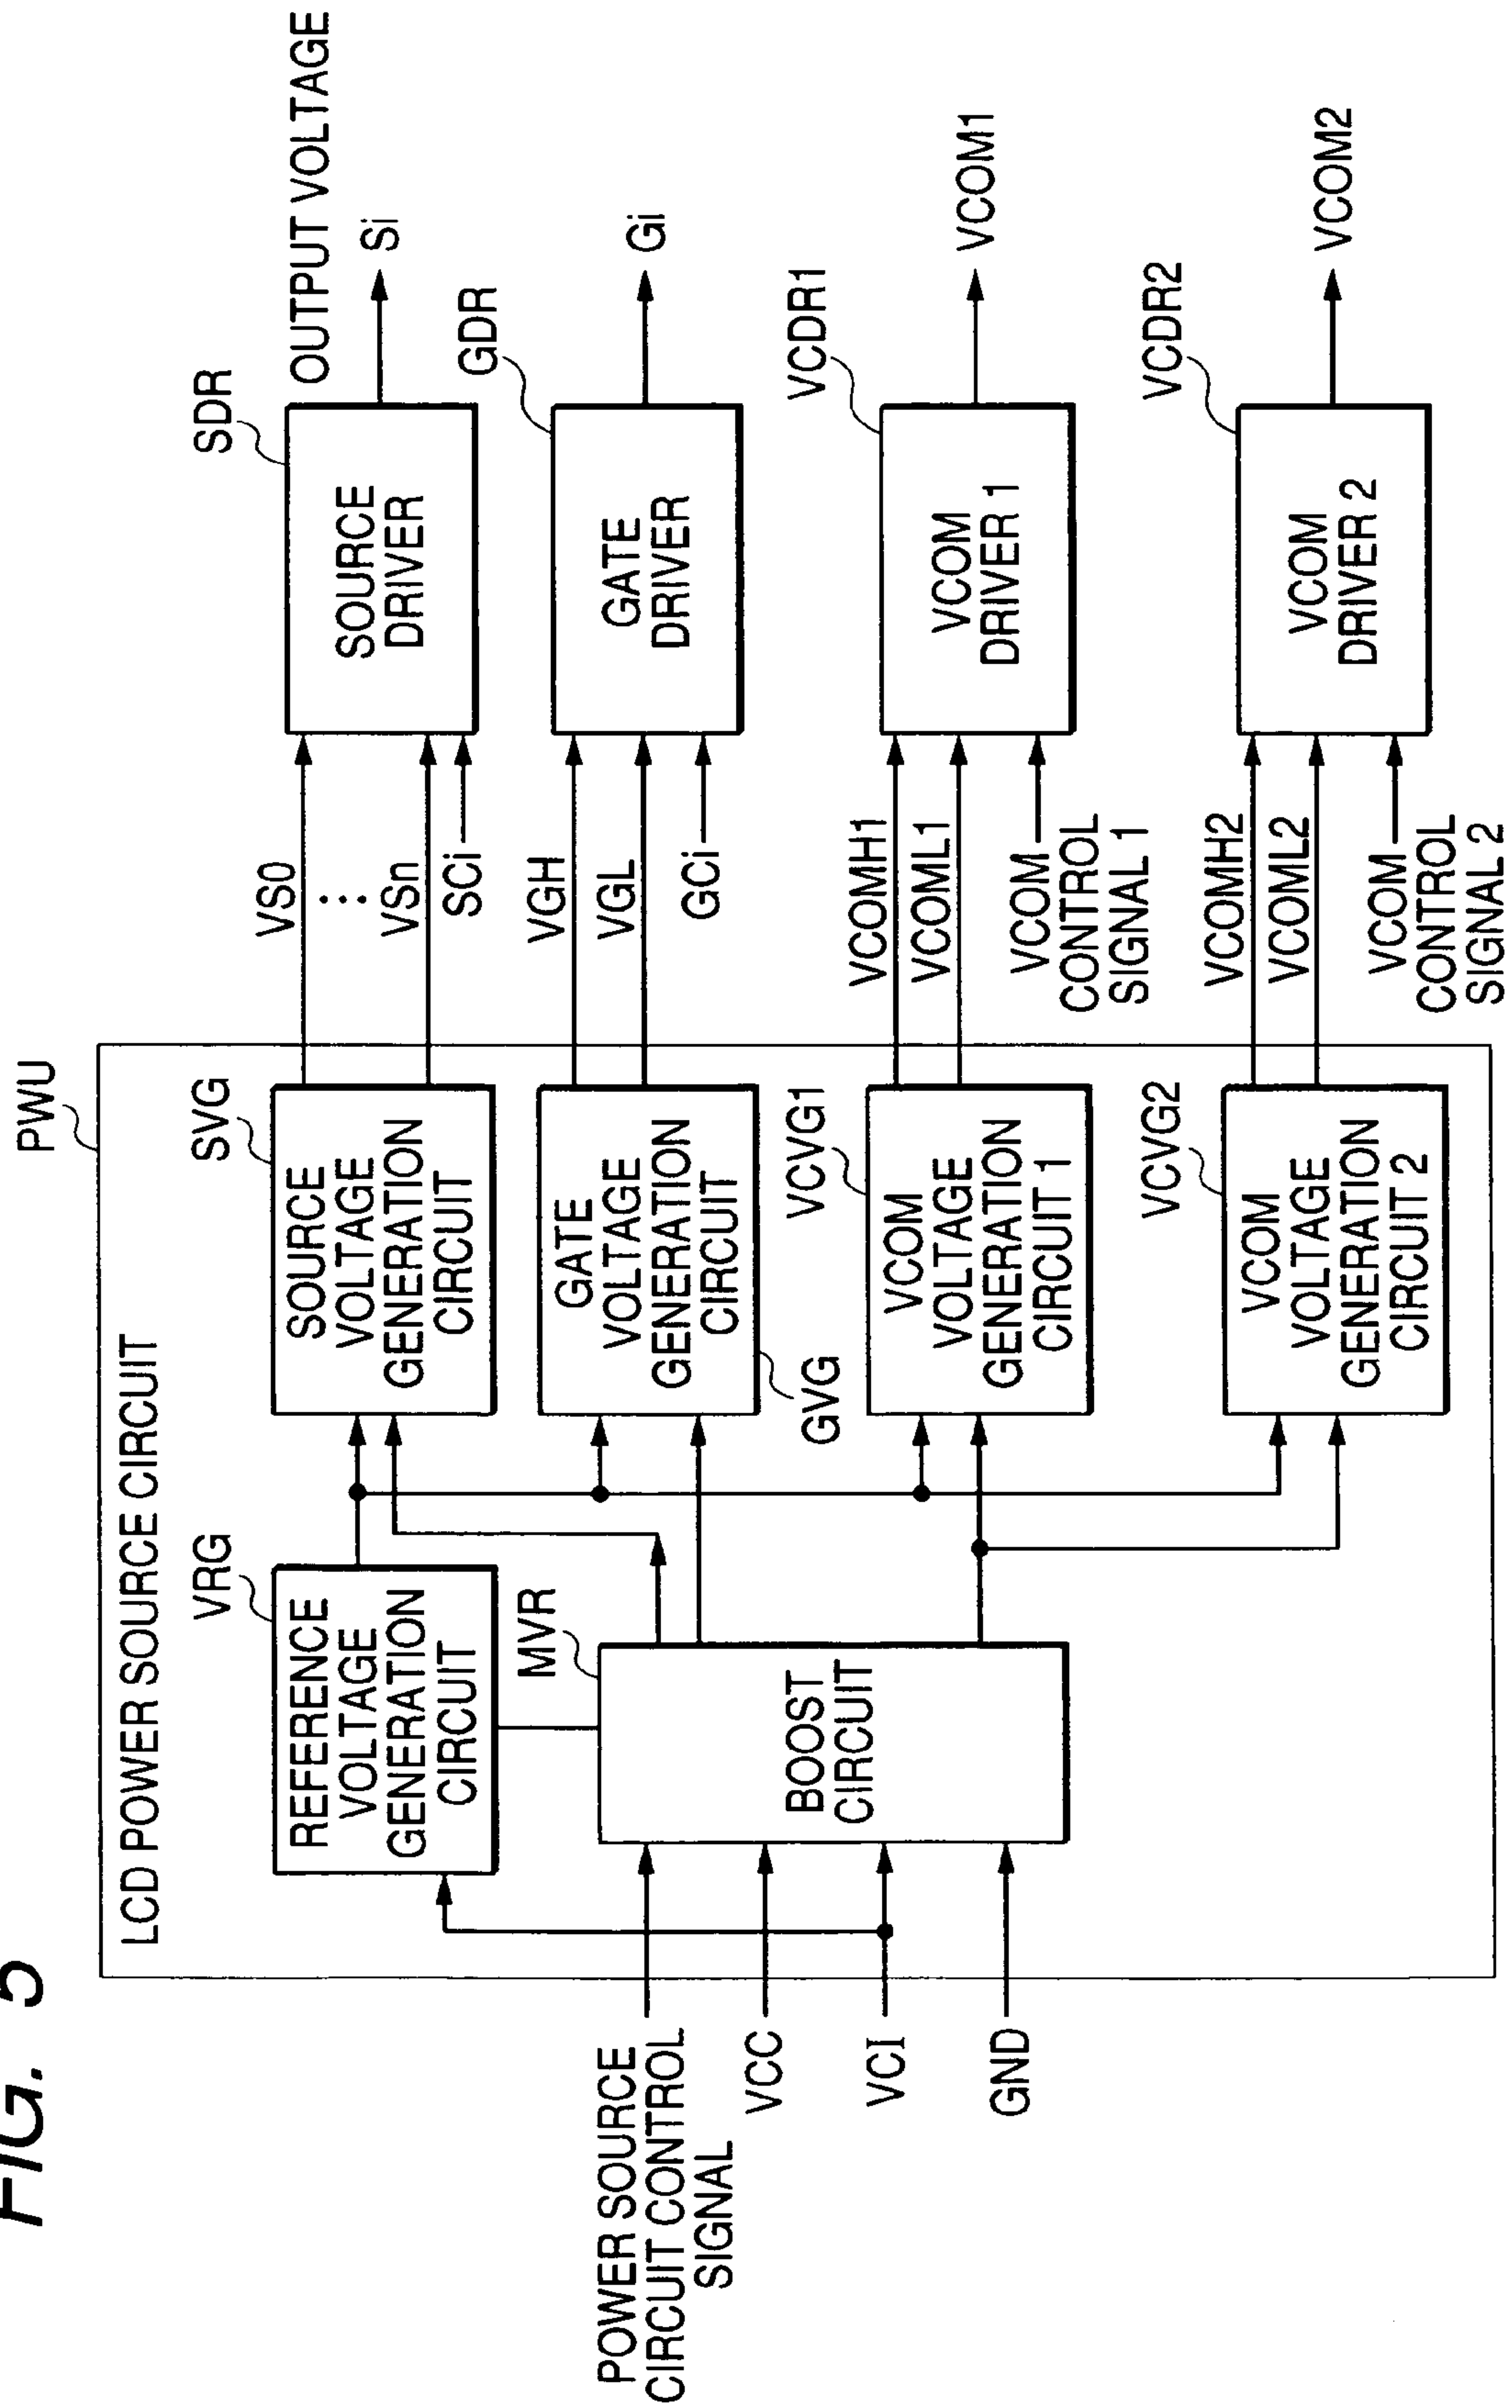 FIG. 5
PWU
LCD POWER SOURCE CIRCUIT
OUTPUT VOLTAGE
VRG
REFERENCE
VOLTAGE
GENERATION
CIRCUIT
SVG
SOURCE
VOLTAGE
GENERATION
CIRCUIT
VS0
VSn
SCi
SDR
SOURCE
DRIVER
Si
POWER SOURCE
CIRCUIT CONTROL
SIGNAL
VCC
VCI
GND
MVR
BOOST
CIRCUIT
GATE
VOLTAGE
GENERATION
CIRCUIT
GVG
VGH
VGL
GCi
GDR
GATE
DRIVER
Gi
VCVG1
VCOM
VOLTAGE
GENERATION
CIRCUIT 1
VCOMH1
VCOML1
VCOM
CONTROL
SIGNAL 1
VCDR1
VCOM
DRIVER 1
VCOM1
VCVG2
VCOM
VOLTAGE
GENERATION
CIRCUIT 2
VCOMH2
VCOML2
VCOM
CONTROL
SIGNAL 2
VCDR2
VCOM
DRIVER 2
VCOM2